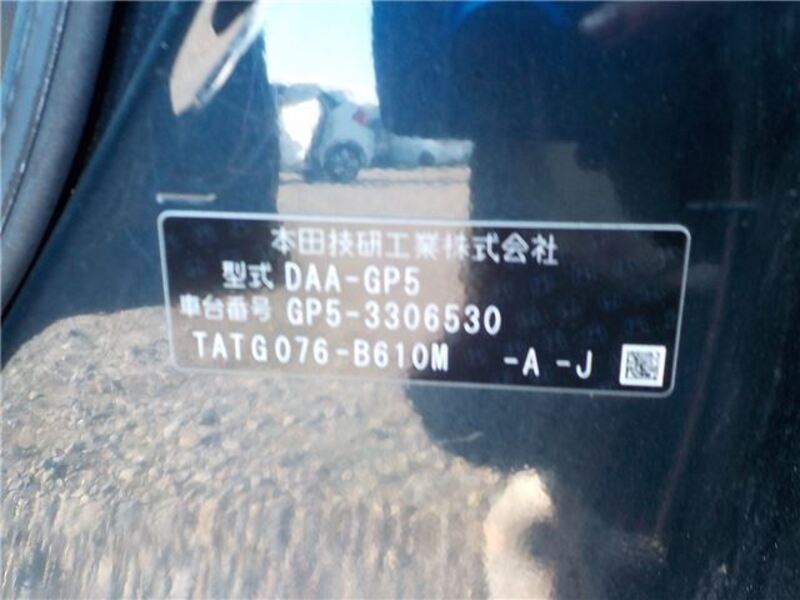 本田技研工業株式会社
型式 DAA-GP5
車台番号 GP5-3306530
TATG076-B610M -A -J